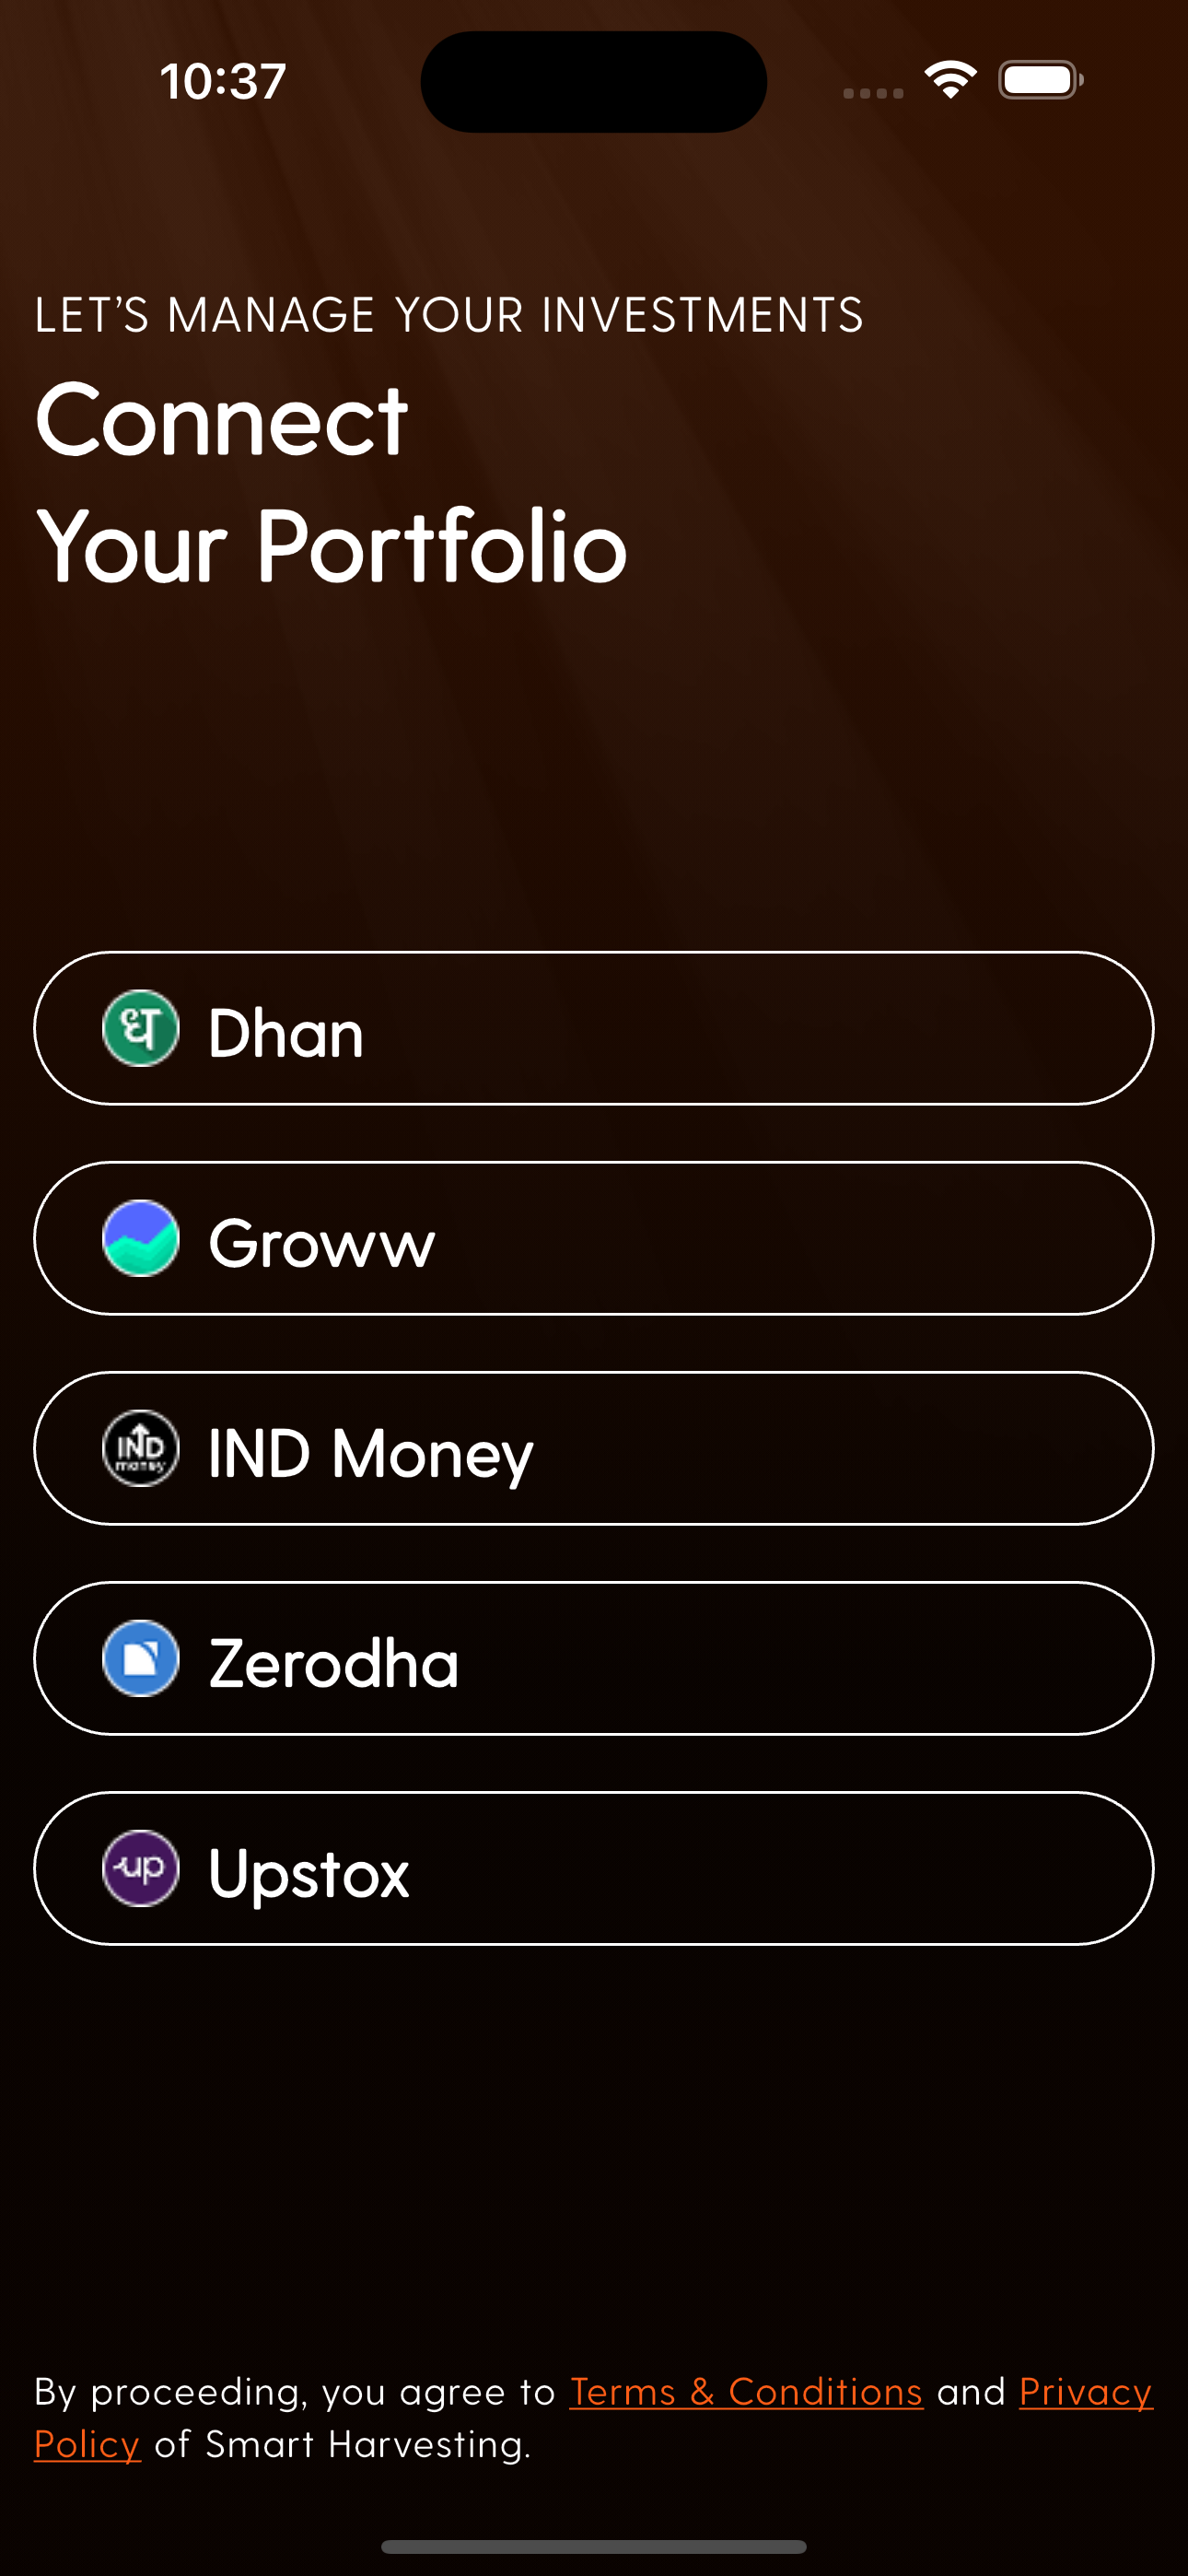 10:37
LET’S MANAGE YOUR INVESTMENTS
Connect
Your Portfolio
ध Dhan
Groww
IND money IND Money
Zerodha
up Upstox
By proceeding, you agree to Terms & Conditions and Privacy
Policy of Smart Harvesting.